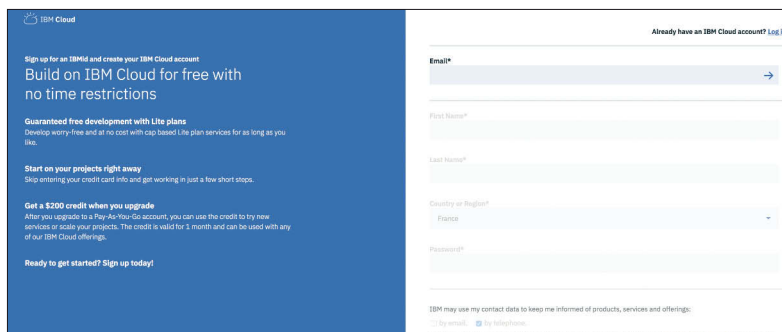 IBM Cloud
Sign up for an IBMid and create your IBM Cloud account
Build on IBM Cloud for free with
no time restrictions
Guaranteed free development with Lite plans
Develop worry-free and at no cost with cap based Lite plan services for as long as you
like.
Start on your projects right away
Skip entering your credit card info and get working in just a few short steps.
Get a $200 credit when you upgrade
After you upgrade to a Pay-As-You-Go account, you can use the credit to try new
services or scale your projects. The credit is valid for 1 month and can be used with any
of our IBM Cloud offerings.
Ready to get started? Sign up today!
Already have an IBM Cloud account? Log i
Email*
First Name*
Last Name*
Country or Region*
France
Password*
IBM may use my contact data to keep me informed of products, services and offerings:
by email. by telephone.